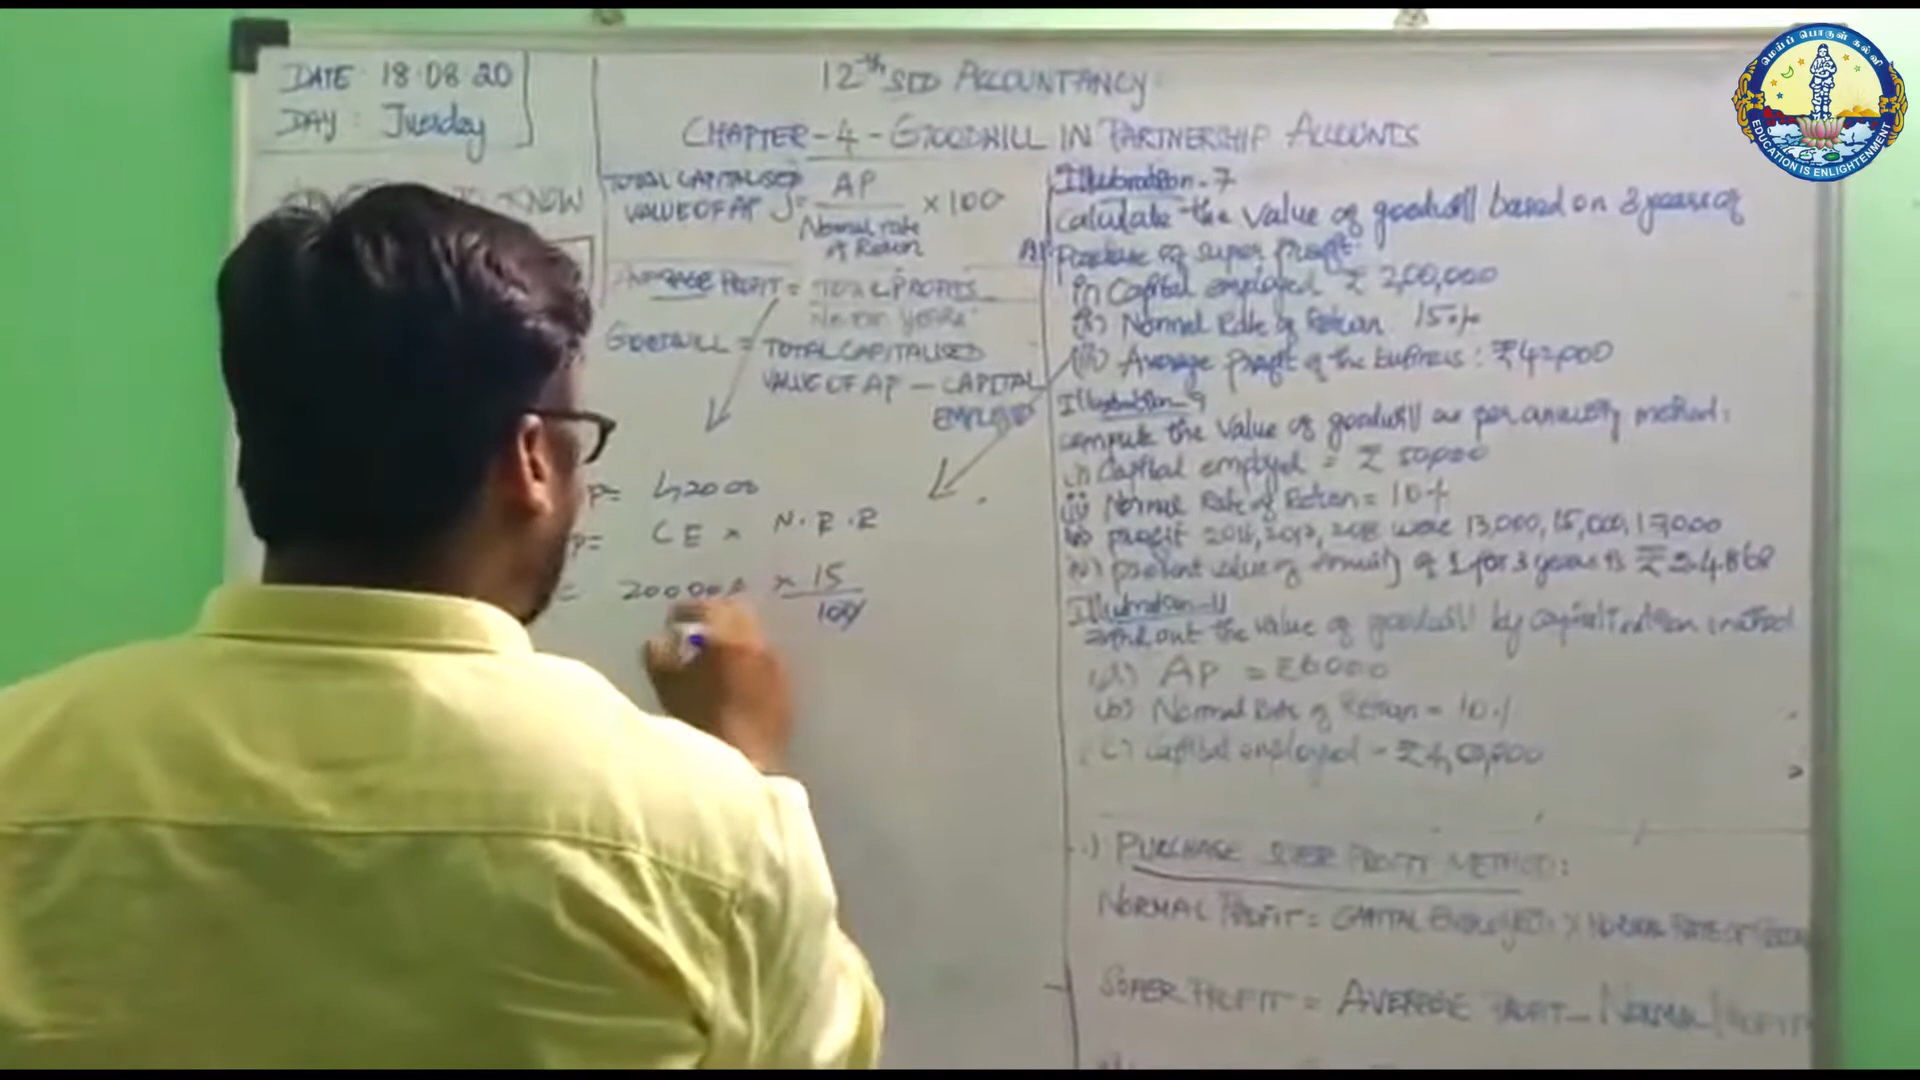 DATE: 18.08.20
DAY: Tuesday
12th STD ACCOUNTANCY
CHAPTER-4-GOODWILL IN PARTNERSHIP ACCOUNTS
KNOW
TOTAL CAPITALISED
VALUE OF AP } = AP / Normal rate of Return × 100
AVERAGE PROFIT = TOTAL PROFITS
No. OF YEARS
GOODWILL = TOTAL CAPITALISED
VALUE OF AP - CAPITAL
EMPLOYED
P= 42000
P= CE × N.R.R
= 200000 × 15
100
Illustration-7
Calculate the value of goodwill based on years of
Purchase of super profit.
Capital employed ₹ 2,00,000
(ii) Normal Rate of Return 15%
(iii) Average profit of the business: ₹42,000
Illustration-9
compute the value of goodwill as per annuity method:
(i) Capital employed = ₹ 50,000
(ii) Normal Rate of Return = 10%
profit 2016, 2017, 2018 were 13,000, 15,000, 17,000
present value of annuity of 1 for 3 years is ₹ 2.4868
Illustration-11
Find out the value of goodwill by capitalisation method
(a) AP =
(b) Normal Rate of Return = 10%
(c) Capital employed -
PURCHASE SUPER PROFIT METHOD:
NORMAL PROFIT = CAPITAL EMPLOYED × NORMAL RATE OF RETURN
SUPER PROFIT = AVERAGE PROFIT - NORMAL PROFIT
மெய்ப் பொருள் கல்வி
EDUCATION IS ENLIGHTENMENT